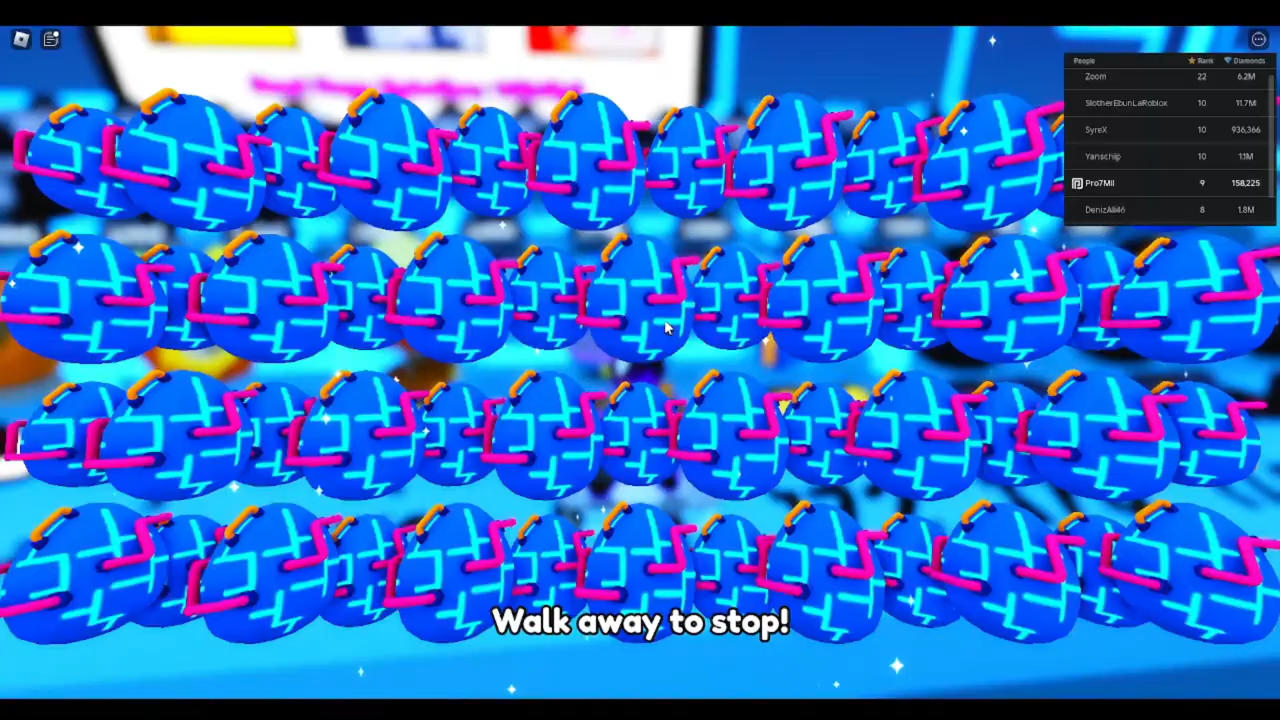 People Rank Diamonds
Zoom 22 6.2M
SlotherEbunLaRoblox 10 11.7M
SyreX 10 936,366
Yanschiip 10 1.1M
Pro7Mil 9 158,225
DenizAli46 8 1.8M
Walk away to stop!